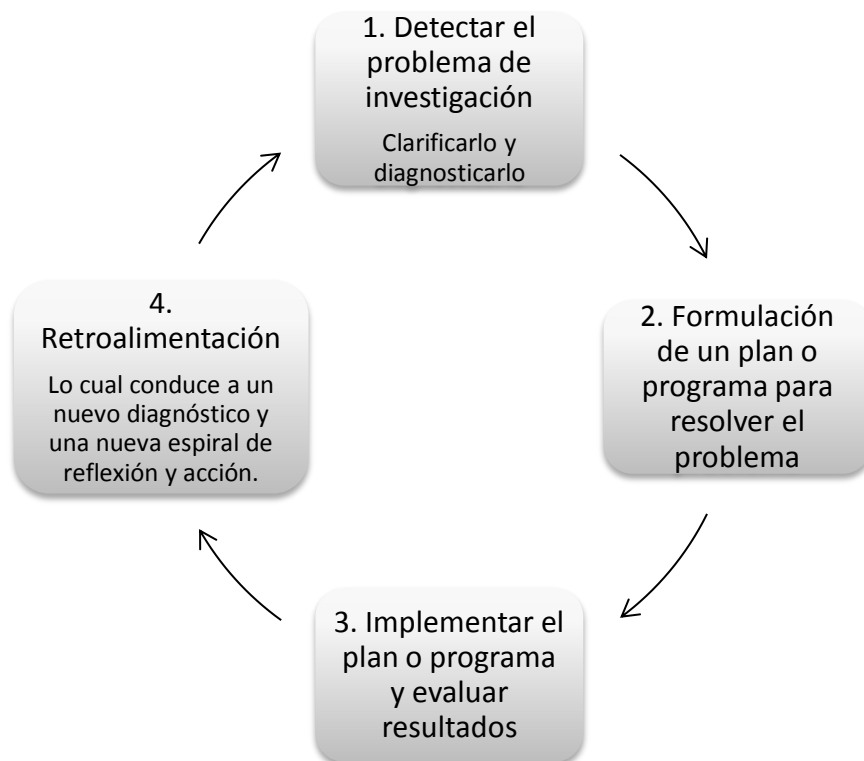 1. Detectar el
problema de
investigación
Clarificarlo y
diagnosticarlo
2. Formulación
de un plan o
programa para
resolver el
problema
3. Implementar el
plan o programa
y evaluar
resultados
4.
Retroalimentación
Lo cual conduce a un
nuevo diagnóstico y
una nueva espiral de
reflexión y acción.